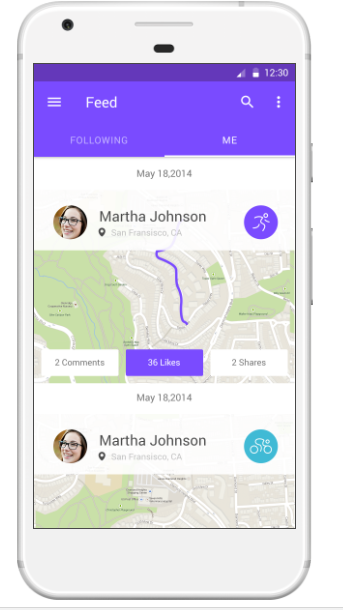 12:30
Feed
FOLLOWING ME
May 18,2014
Martha Johnson
San Fransisco, CA
2 Comments 36 Likes 2 Shares
May 18,2014
Martha Johnson
San Fransisco, CA